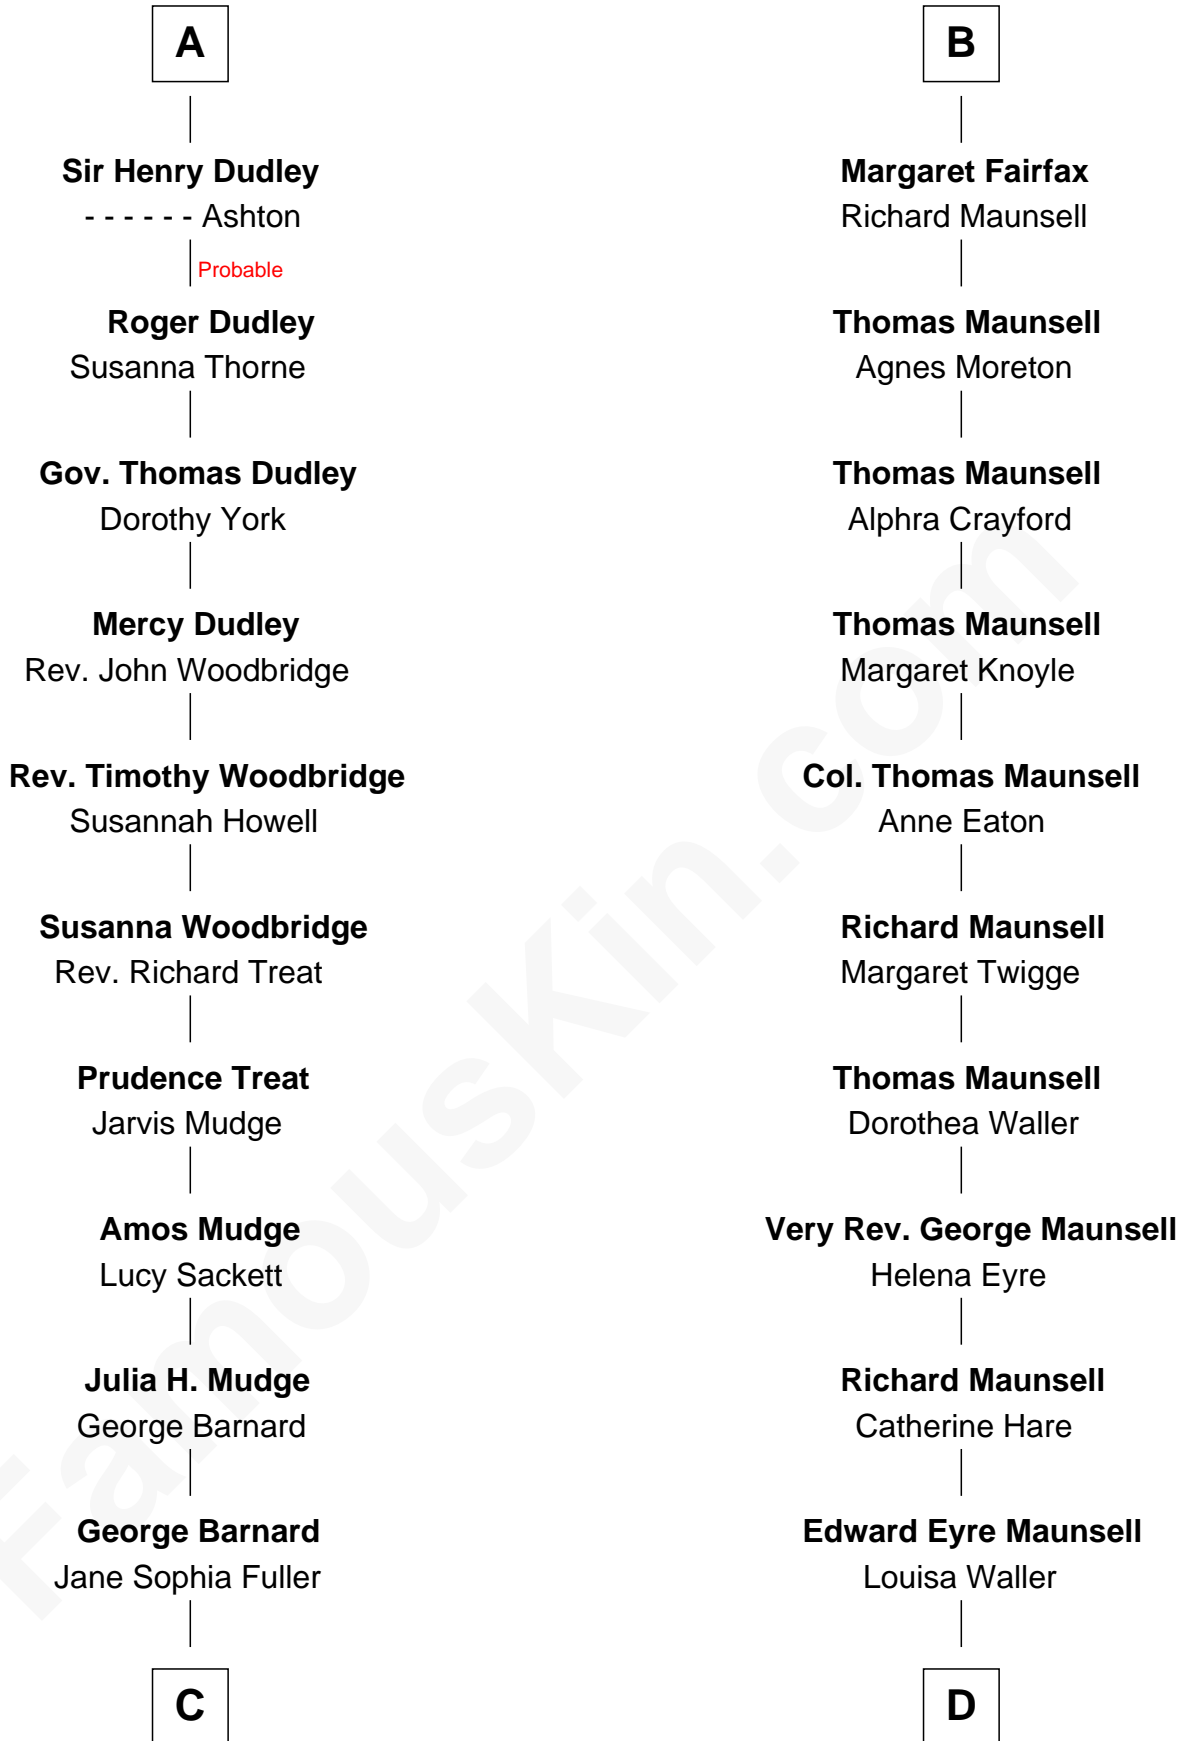 A
Sir Henry Dudley
- - - - - - Ashton
Probable
Roger Dudley
Susanna Thorne
Gov. Thomas Dudley
Dorothy York
Mercy Dudley
Rev. John Woodbridge
Rev. Timothy Woodbridge
Susannah Howell
Susanna Woodbridge
Rev. Richard Treat
Prudence Treat
Jarvis Mudge
Amos Mudge
Lucy Sackett
Julia H. Mudge
George Barnard
George Barnard
Jane Sophia Fuller
C
B
Margaret Fairfax
Richard Maunsell
Thomas Maunsell
Agnes Moreton
Thomas Maunsell
Alphra Crayford
Thomas Maunsell
Margaret Knoyle
Col. Thomas Maunsell
Anne Eaton
Richard Maunsell
Margaret Twigge
Thomas Maunsell
Dorothea Waller
Very Rev. George Maunsell
Helena Eyre
Richard Maunsell
Catherine Hare
Edward Eyre Maunsell
Louisa Waller
D
FamousKin.com